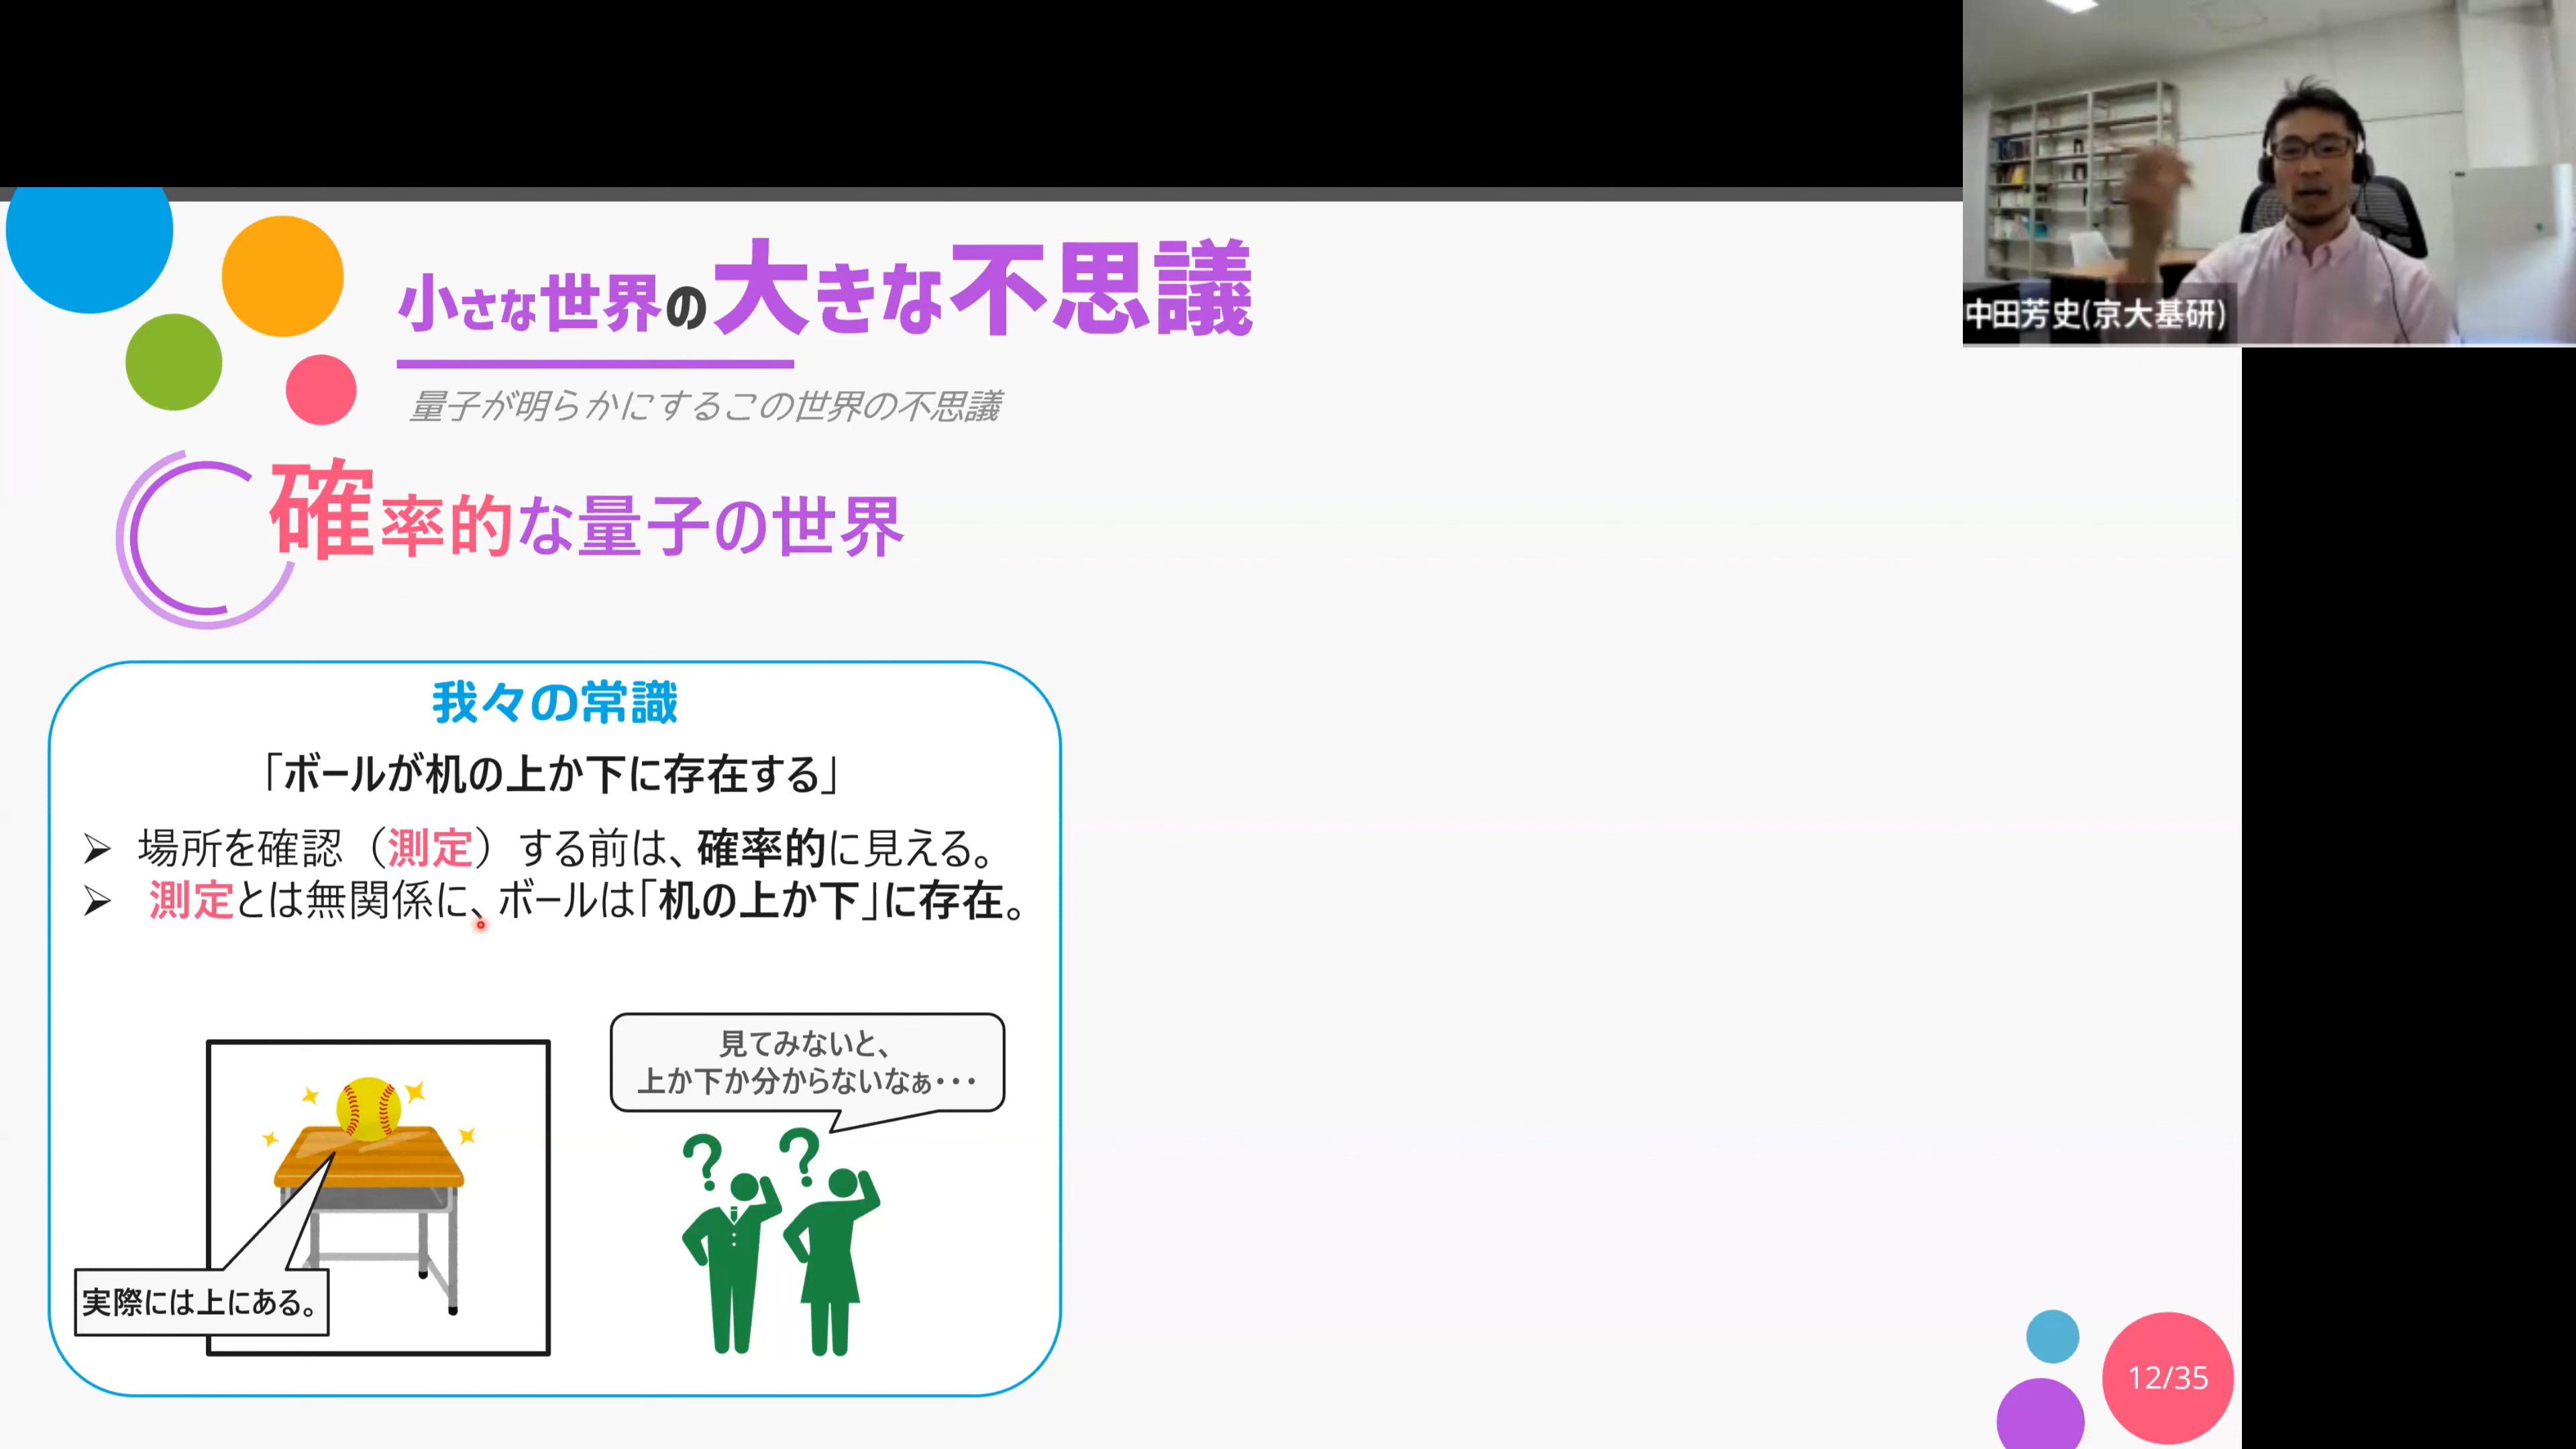 小さな世界の大きな不思議
量子が明らかにするこの世界の不思議
確率的な量子の世界
我々の常識
「ボールが机の上か下に存在する」
➢ 場所を確認（測定）する前は、確率的に見える。
➢ 測定とは無関係に、ボールは「机の上か下」に存在。
見てみないと、
上か下か分からないなぁ・・・
実際には上にある。
中田芳史(京大基研)
12/35